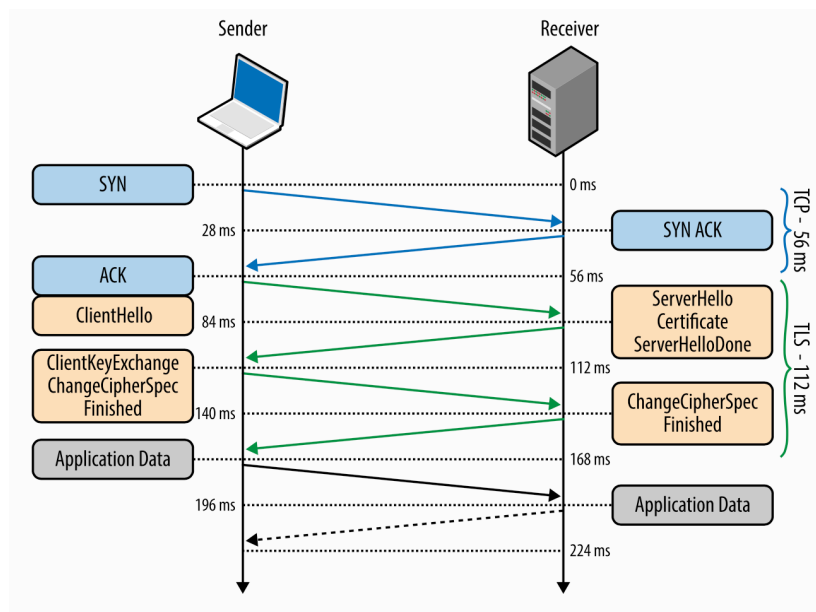 Sender
Receiver
SYN
0 ms
28 ms
SYN ACK
TCP - 56 ms
ACK
56 ms
ClientHello
84 ms
ServerHello
Certificate
ServerHelloDone
TLS - 112 ms
ClientKeyExchange
ChangeCipherSpec
Finished
112 ms
140 ms
ChangeCipherSpec
Finished
Application Data
168 ms
196 ms
Application Data
224 ms